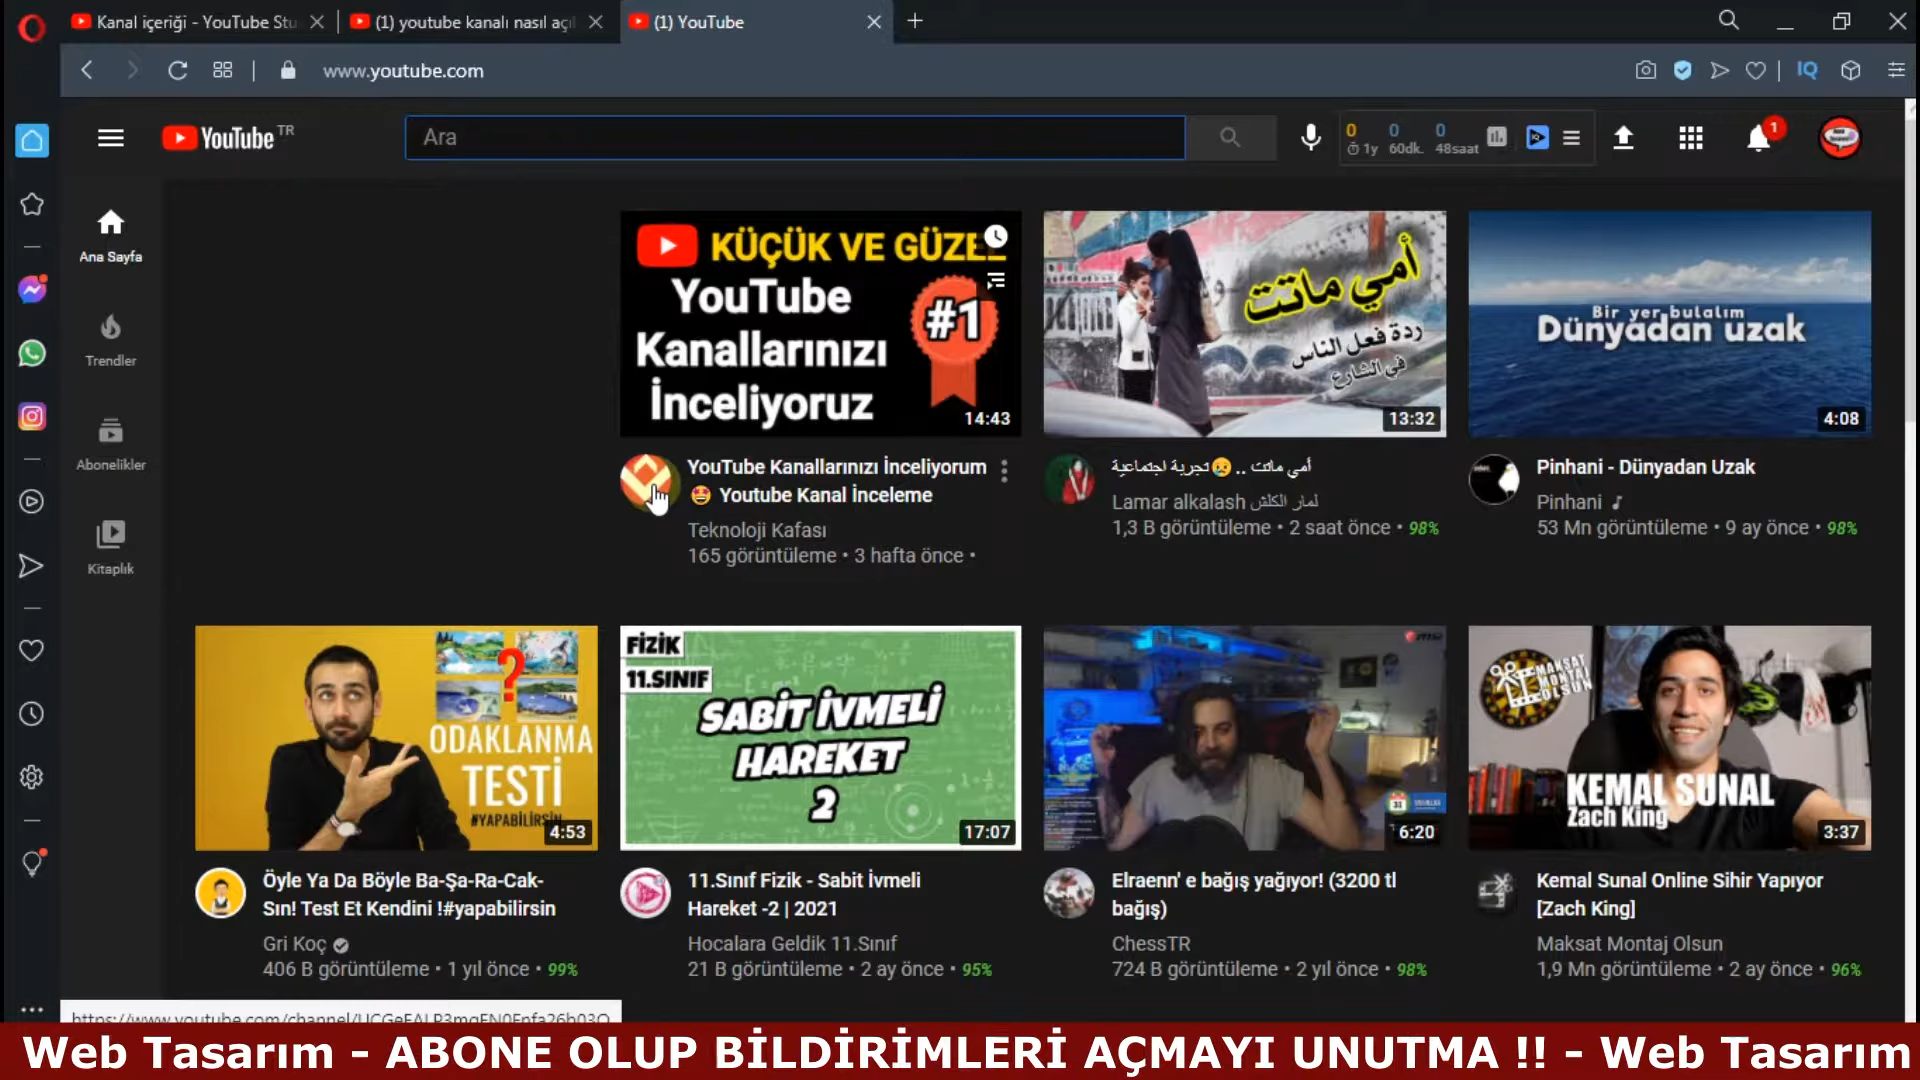 Kanal içeriği - YouTube Stu
(1) youtube kanalı nasıl açıl
(1) YouTube
www.youtube.com
IQ
YouTube TR
Ara
0 0 0
1y 60dk. 48saat
1
Ana Sayfa
Trendler
Abonelikler
Kitaplık
KÜÇÜK VE GÜZEL
YouTube
Kanallarınızı
İnceliyoruz
#1
14:43
YouTube Kanallarınızı İnceliyorum
🤩 Youtube Kanal İnceleme
Teknoloji Kafası
165 görüntüleme • 3 hafta önce •
أمي ماتت
ردة فعل الناس
في الشارع
13:32
أمي ماتت .. 😥تجربة اجتماعية
Lamar alkalash لمار الكلش
1,3 B görüntüleme • 2 saat önce • 98%
Bir yer bulalım
Dünyadan uzak
4:08
Pinhani - Dünyadan Uzak
Pinhani
53 Mn görüntüleme • 9 ay önce • 98%
?
ODAKLANMA
TESTİ
#YAPABİLİRSİN
4:53
Öyle Ya Da Böyle Ba-Şa-Ra-Cak-
Sın! Test Et Kendini !#yapabilirsin
Gri Koç
406 B görüntüleme • 1 yıl önce • 99%
FİZİK
11.SINIF
SABİT İVMELİ
HAREKET
2
17:07
11.Sınıf Fizik - Sabit İvmeli
Hareket -2 | 2021
Hocalara Geldik 11.Sınıf
21 B görüntüleme • 2 ay önce • 95%
6:20
Elraenn' e bağış yağıyor! (3200 tl
bağış)
ChessTR
724 B görüntüleme • 2 yıl önce • 98%
MAKSAT
MONTAJ
OLSUN
KEMAL SUNAL
Zach King
3:37
Kemal Sunal Online Sihir Yapıyor
[Zach King]
Maksat Montaj Olsun
1,9 Mn görüntüleme • 2 ay önce • 96%
Web Tasarım - ABONE OLUP BİLDİRİMLERİ AÇMAYI UNUTMA !! - Web Tasarım